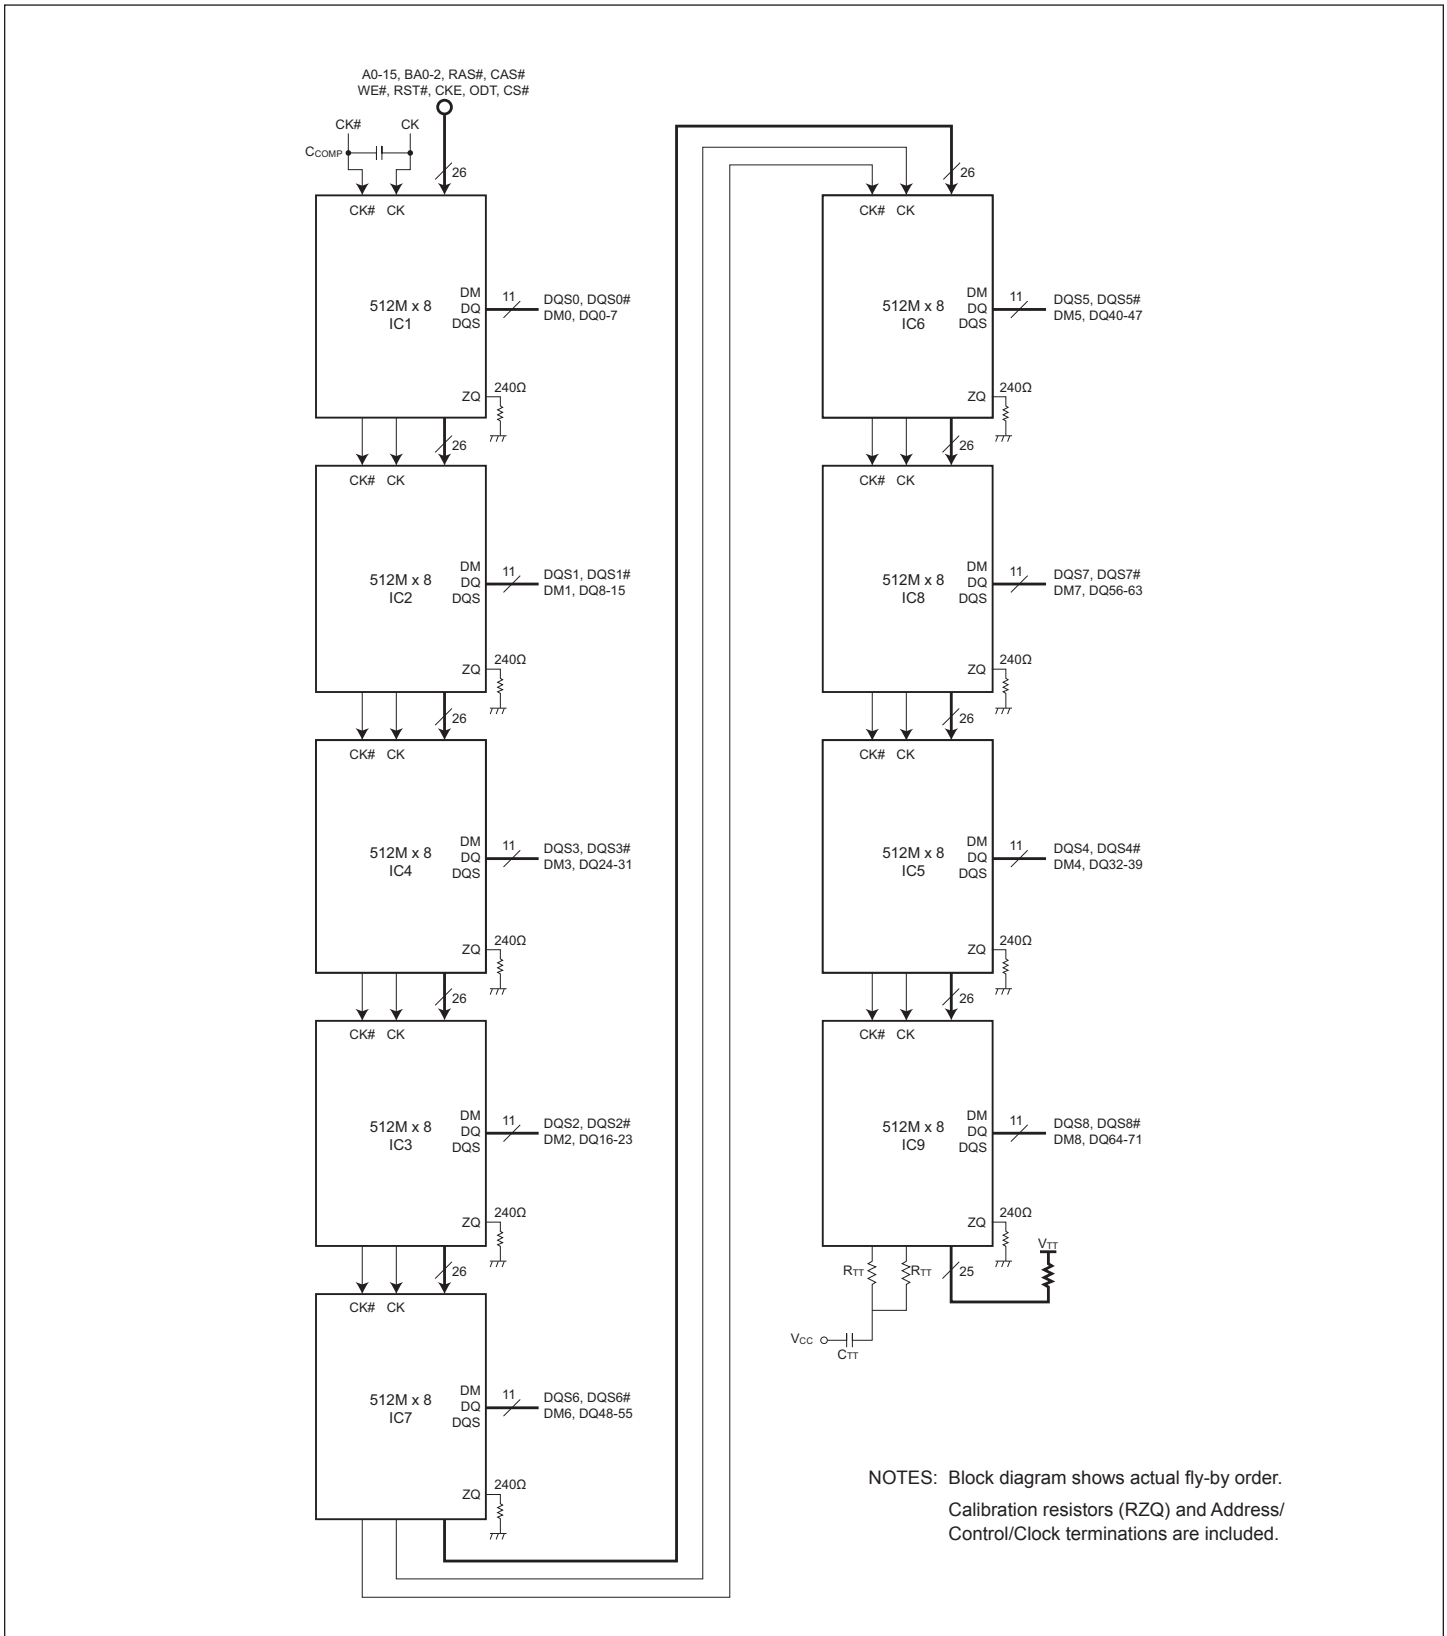 A0-15, BA0-2, RAS#, CAS#
WE#, RST#, CKE, ODT, CS#
CK#
CK
CCOMP
26
CK# CK
512M x 8
IC1
DM
DQ
DQS
11
DQS0, DQS0#
DM0, DQ0-7
ZQ
240Ω
26
CK# CK
512M x 8
IC2
DM
DQ
DQS
11
DQS1, DQS1#
DM1, DQ8-15
ZQ
240Ω
26
CK# CK
512M x 8
IC4
DM
DQ
DQS
11
DQS3, DQS3#
DM3, DQ24-31
ZQ
240Ω
26
CK# CK
512M x 8
IC3
DM
DQ
DQS
11
DQS2, DQS2#
DM2, DQ16-23
ZQ
240Ω
26
CK# CK
512M x 8
IC7
DM
DQ
DQS
11
DQS6, DQS6#
DM6, DQ48-55
ZQ
240Ω
26
CK# CK
512M x 8
IC6
DM
DQ
DQS
11
DQS5, DQS5#
DM5, DQ40-47
ZQ
240Ω
26
CK# CK
512M x 8
IC8
DM
DQ
DQS
11
DQS7, DQS7#
DM7, DQ56-63
ZQ
240Ω
26
CK# CK
512M x 8
IC5
DM
DQ
DQS
11
DQS4, DQS4#
DM4, DQ32-39
ZQ
240Ω
26
CK# CK
512M x 8
IC9
DM
DQ
DQS
11
DQS8, DQS8#
DM8, DQ64-71
ZQ
240Ω
RTT
RTT
25
VTT
VCC
CTT
NOTES: Block diagram shows actual fly-by order.
Calibration resistors (RZQ) and Address/
Control/Clock terminations are included.